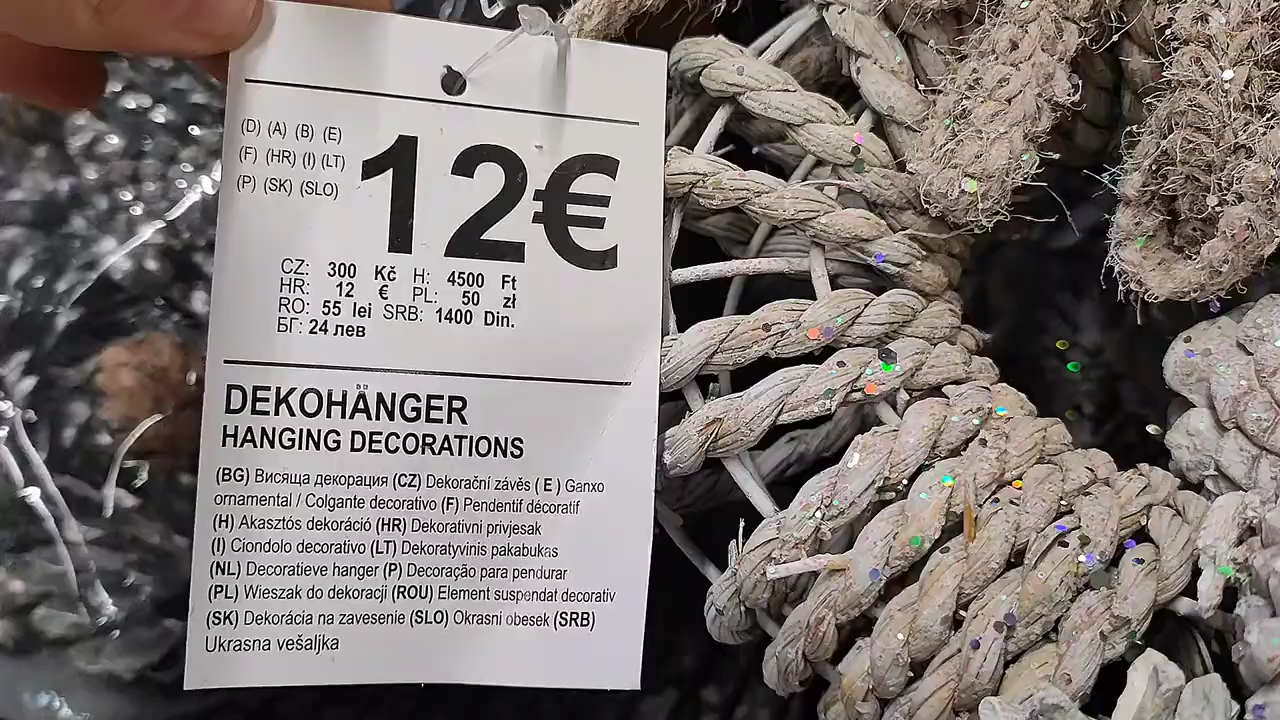 (D) (A) (B) (E)
(F) (HR) (I) (LT)
(P) (SK) (SLO)
12€
CZ: 300 Kč H: 4500 Ft
HR: 12 € PL: 50 zł
RO: 55 lei SRB: 1400 Din.
БГ: 24 лев
DEKOHÄNGER
HANGING DECORATIONS
(BG) Висяща декорация (CZ) Dekorační závěs ( E ) Ganxo
ornamental / Colgante decorativo (F) Pendentif décoratif
(H) Akasztós dekoráció (HR) Dekorativni privjesak
(I) Ciondolo decorativo (LT) Dekoratyvinis pakabukas
(NL) Decoratieve hanger (P) Decoração para pendurar
(PL) Wieszak do dekoracji (ROU) Element suspendat decorativ
(SK) Dekorácia na zavesenie (SLO) Okrasni obesek (SRB)
Ukrasna vešaljka